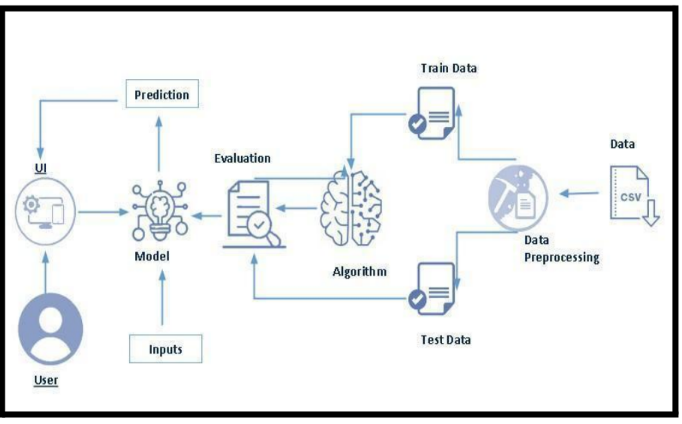 Train Data
Prediction
Data
Evaluation
UI
CSV
Model
Algorithm
Data
Preprocessing
Inputs
Test Data
User